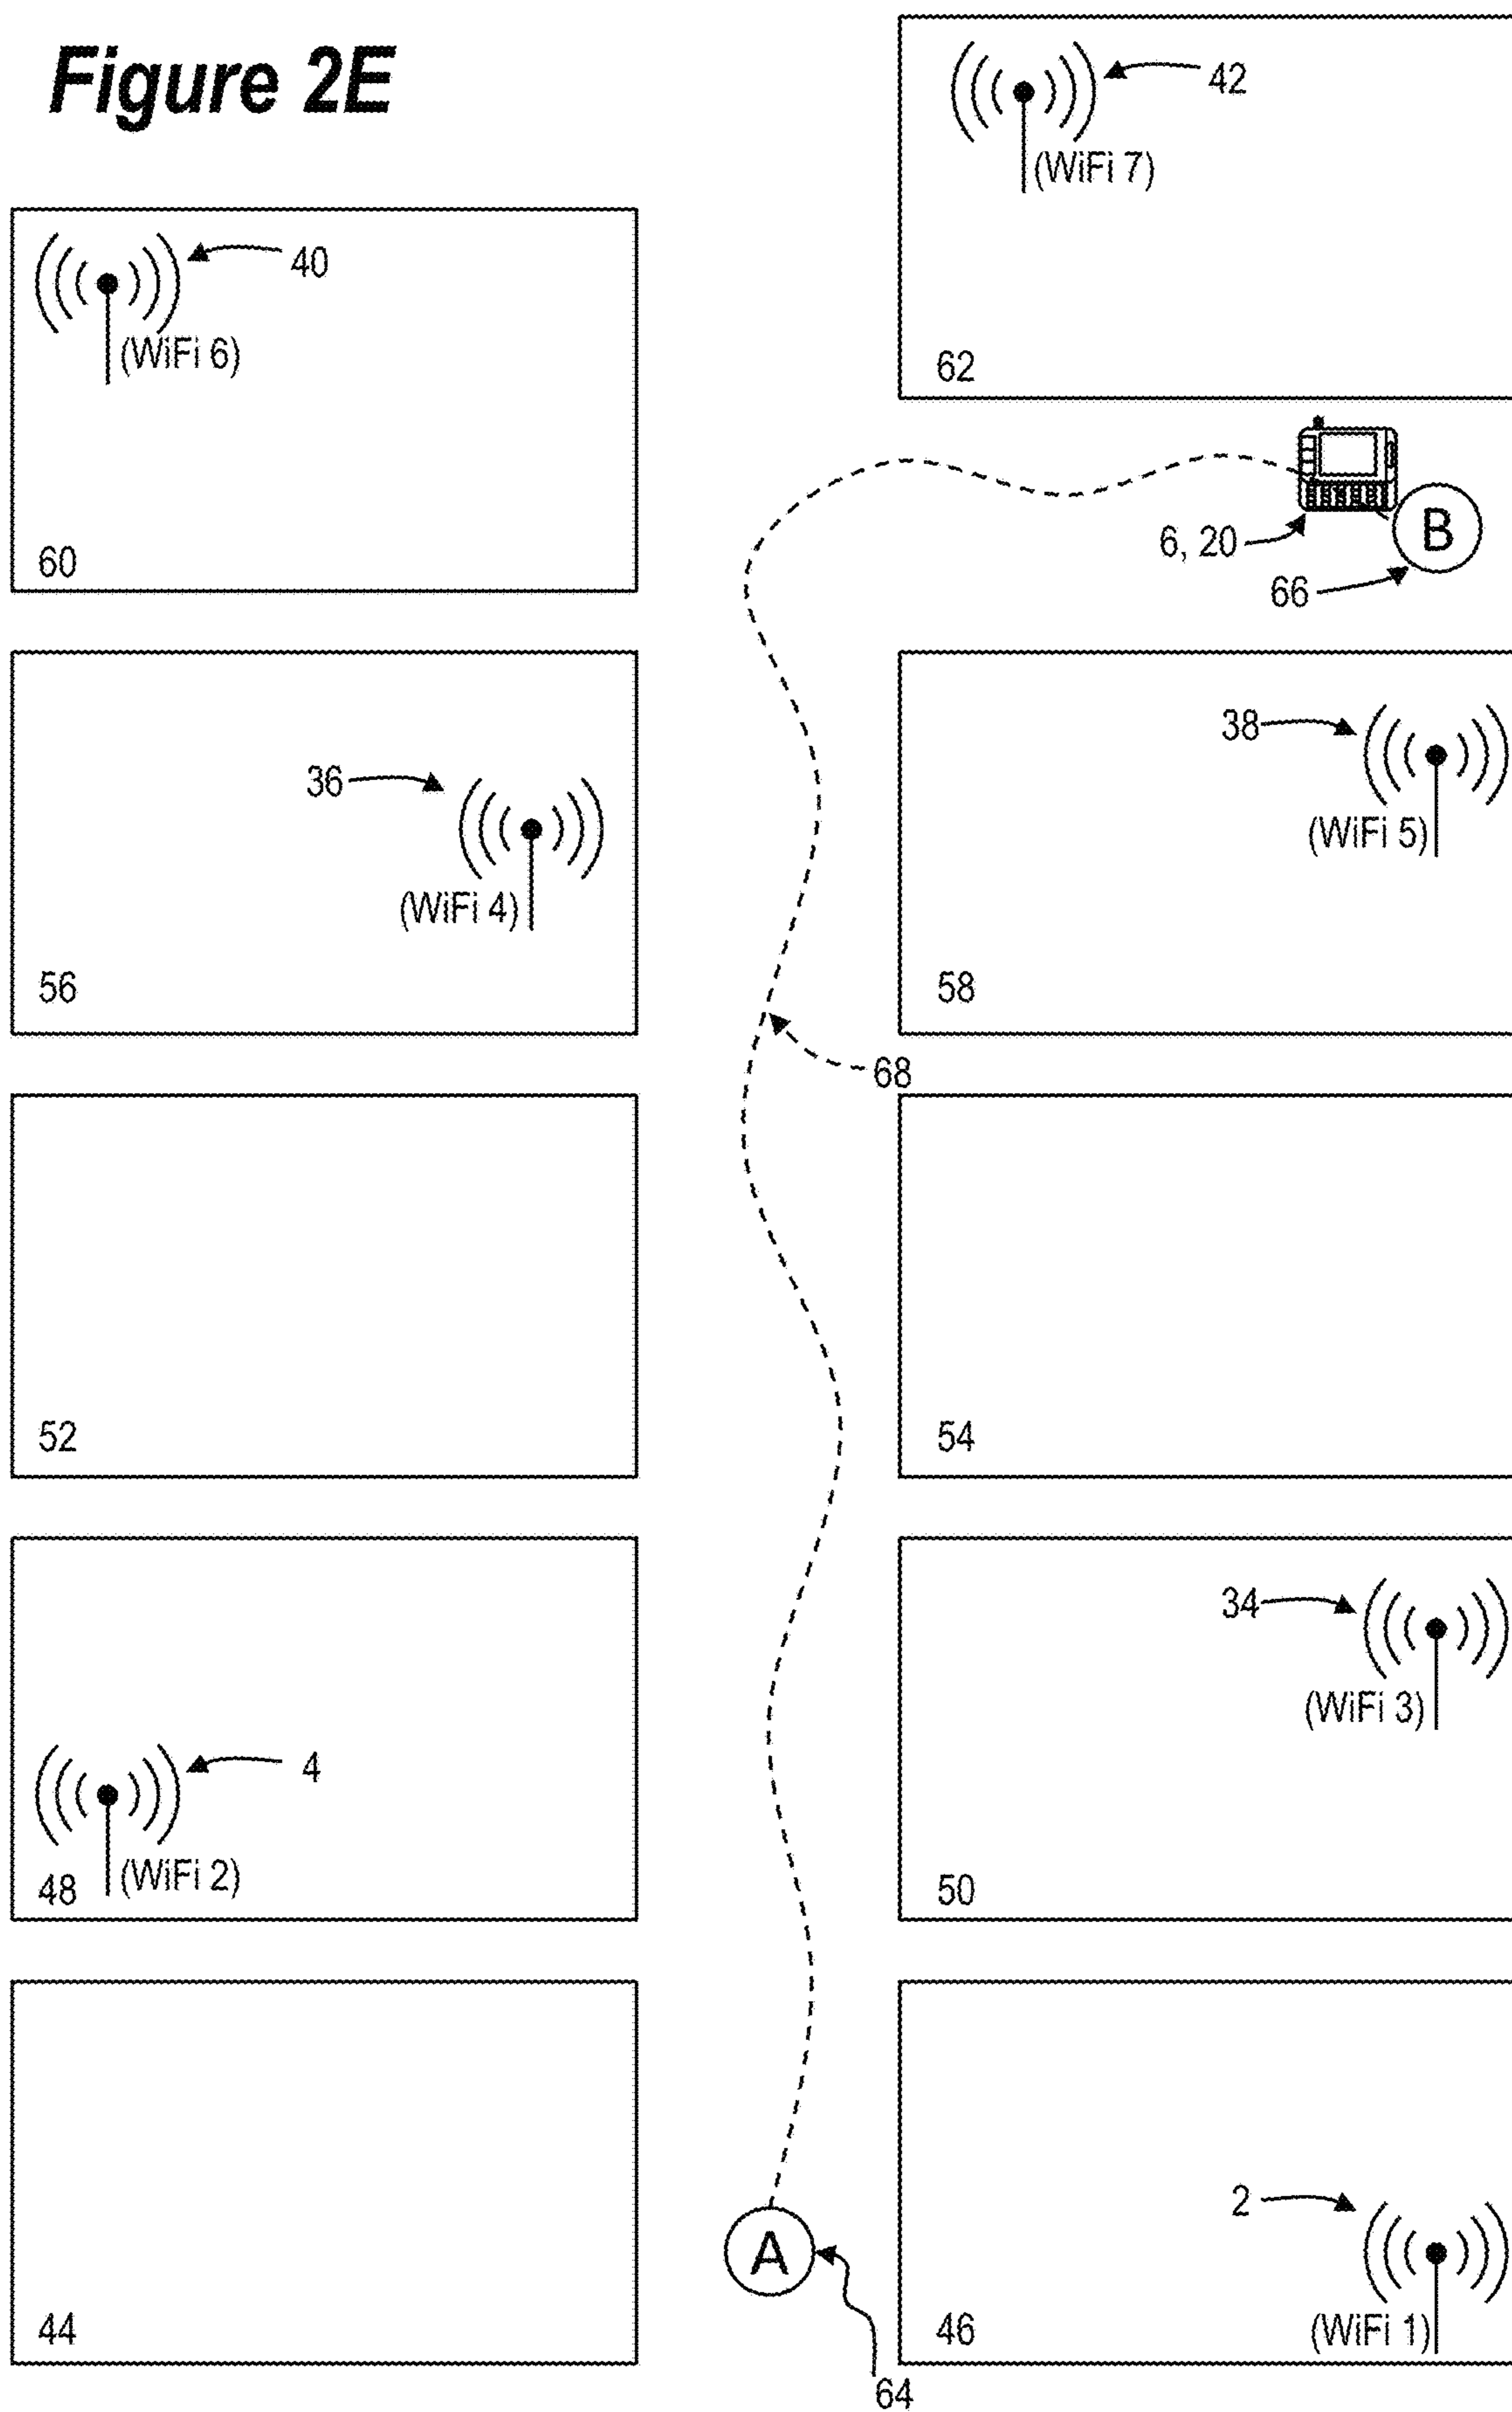 Figure 2E
42
(WiFi 7)
40
(WiFi 6)
62
60
6, 20
B
66
38
36
(WiFi 5)
(WiFi 4)
56
58
68
52
54
34
(WiFi 3)
4
48
(WiFi 2)
50
2
A
44
46
(WiFi 1)
64